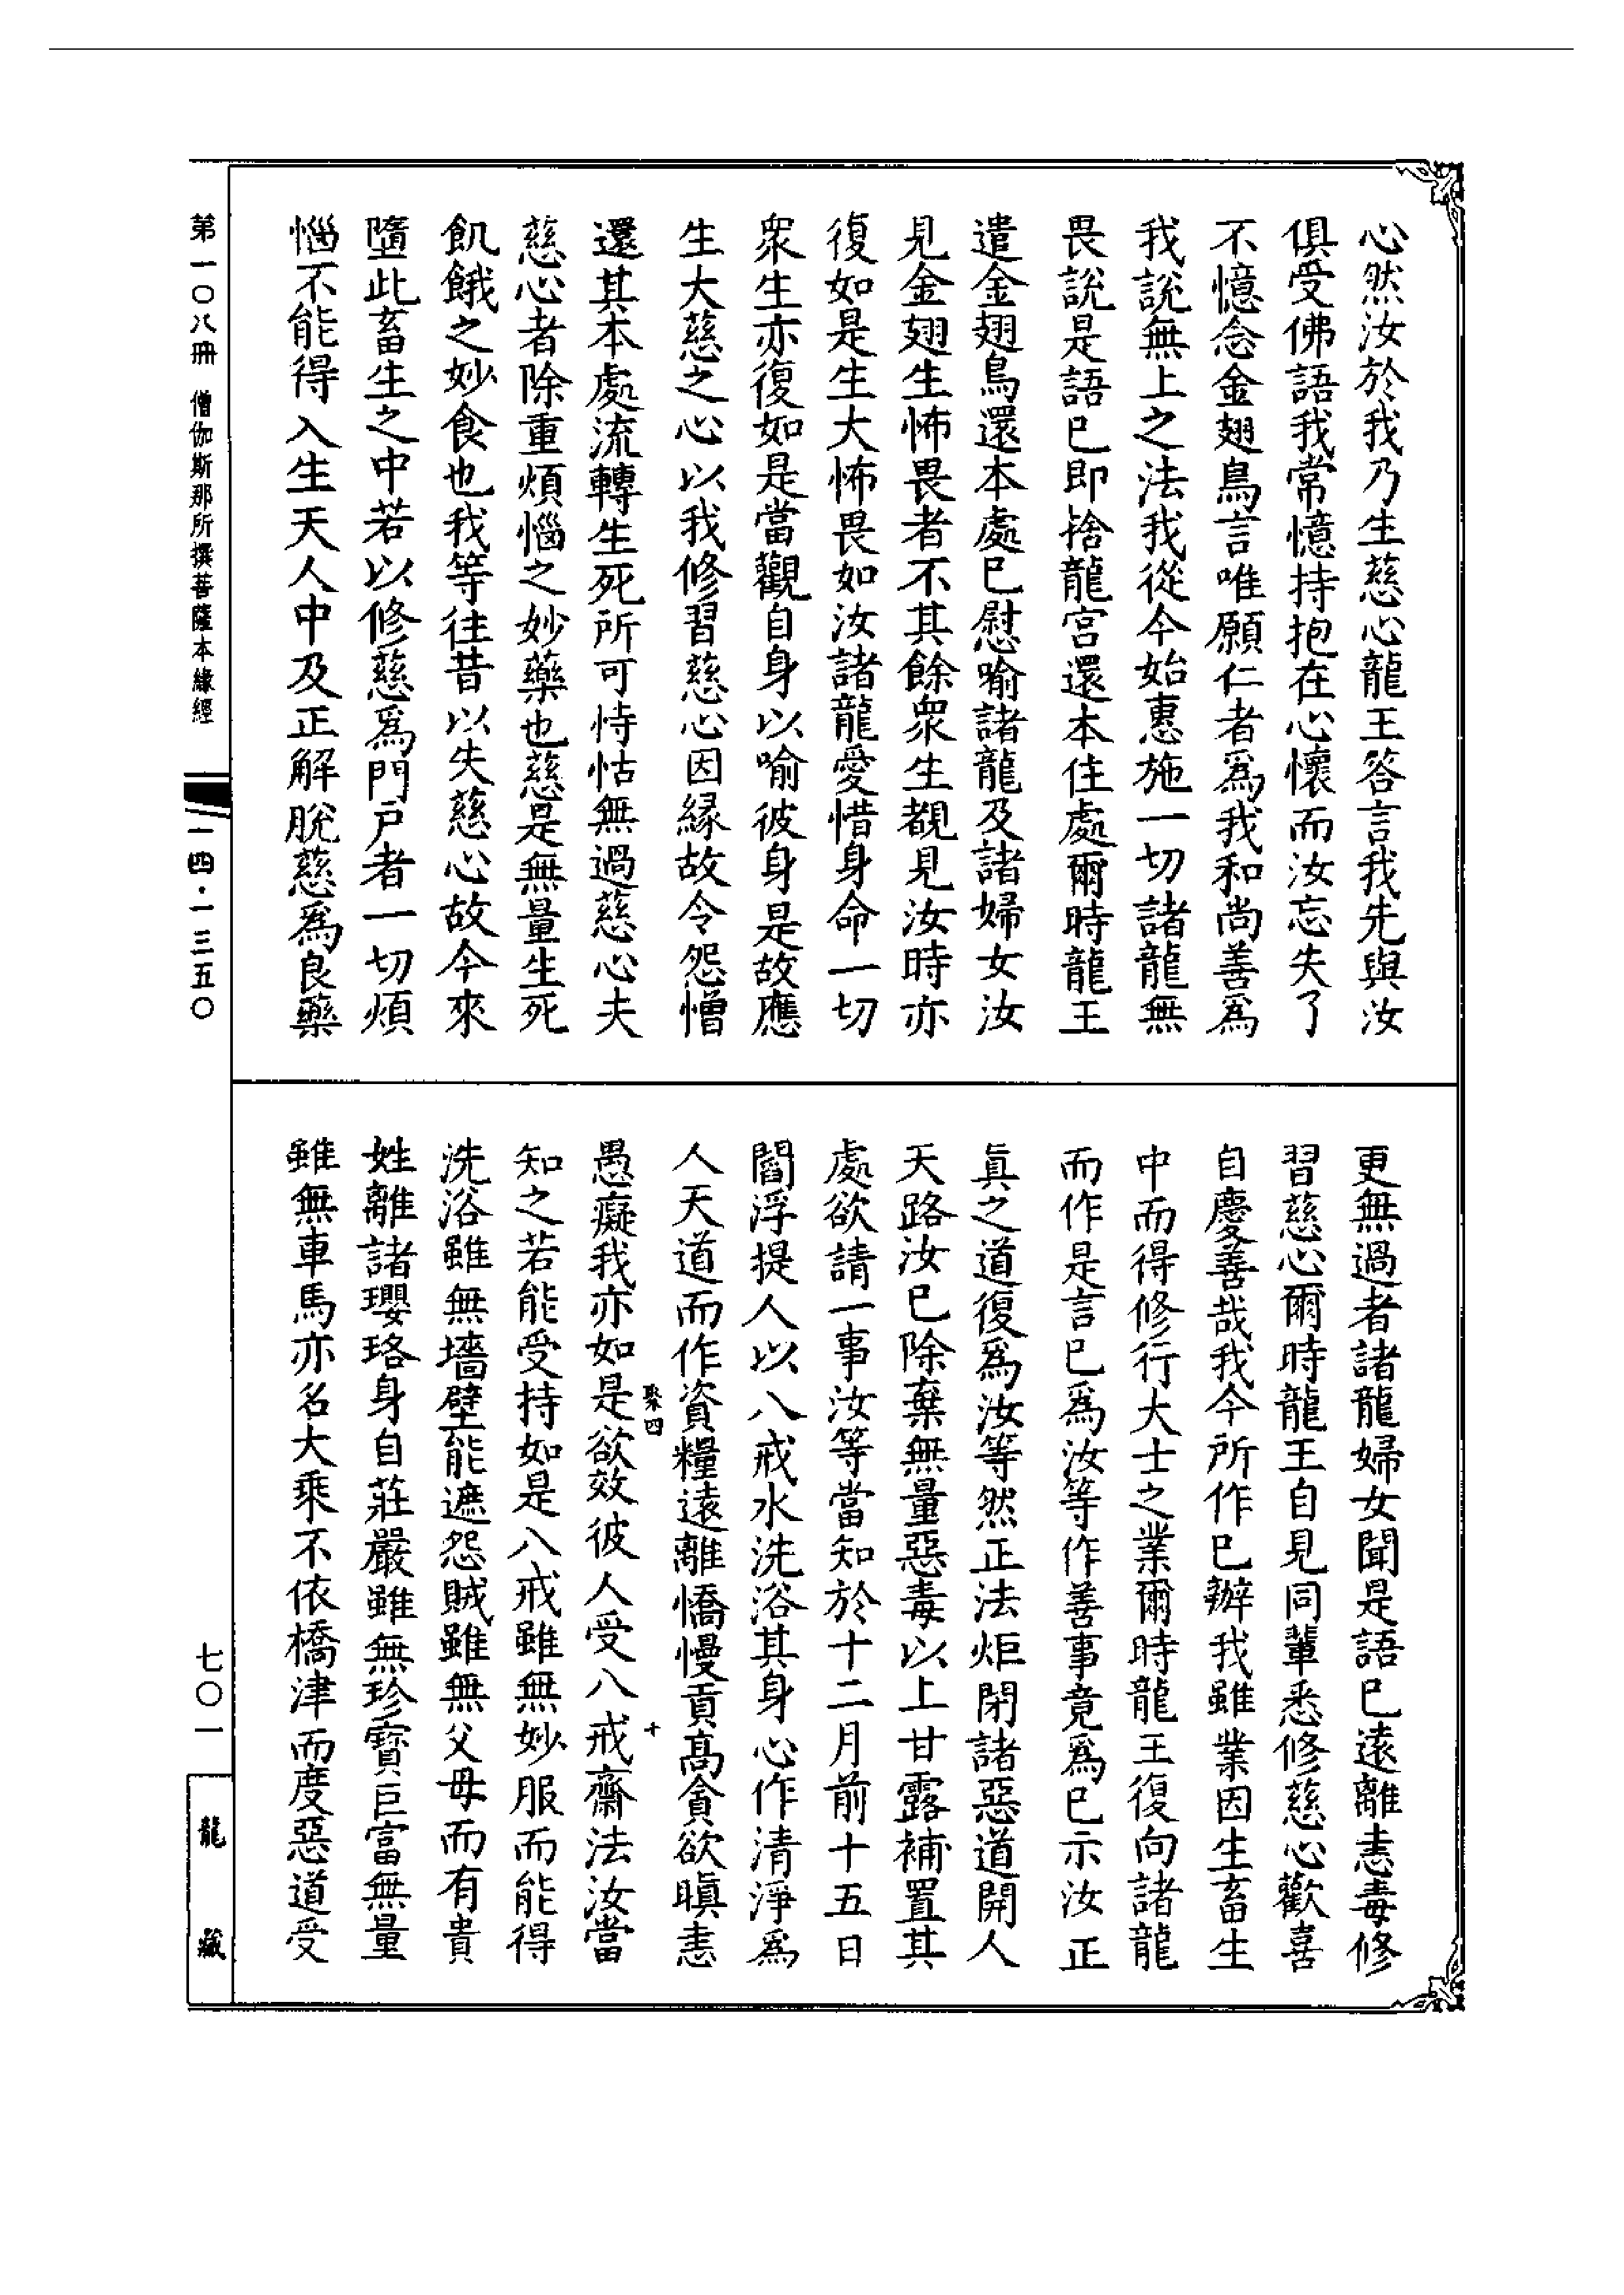 心然汝於我乃生慈心龍王答言我先與汝
俱受佛語我常憶持抱在心懷而汝忘失了
不憶念金翅鳥言唯願仁者爲我和尚善爲
我說無上之法我從今始惠施一切諸龍無
畏說是語已即捨龍宮還本住處爾時龍王
遣金翅鳥還本處已慰喻諸龍及諸婦女汝
見金翅生怖畏者不其餘眾生覩見汝時亦
復如是生大怖畏如汝諸龍愛惜身命一切
眾生亦復如是當觀自身以喻彼身是故應
生大慈之心以我修習慈心因緣故令怨憎
還其本處流轉生死所可恃怙無過慈心夫
慈心者除重煩惱之妙藥也慈是無量生死
飢餓之妙食也我等往昔以失慈心故今來
墮此畜生之中若以修慈爲門戶者一切煩
惱不能得入生天人中及正解脫慈爲良藥
更無過者諸龍婦女聞是語已遠離恚毒修
習慈心爾時龍王自見同輩悉修慈心歡喜
自慶善哉我今所作已辦我雖業因生畜生
中而得修行大士之業爾時龍王復向諸龍
而作是言已爲汝等作善事竟爲已示汝正
眞之道復爲汝等然正法炬閉諸惡道開人
天路汝已除棄無量惡毒以上甘露補置其
處欲請一事汝等當知於十二月前十五日
閻浮提人以八戒水洗浴其身心作清淨爲
人天道而作資糧遠離憍慢貢高貪欲瞋恚
愚癡我亦如是欲效彼人受八戒齋法汝當
聚四 十
知之若能受持如是八戒雖無妙服而能得
洗浴雖無墻壁能遮怨賊雖無父母而有貴
姓離諸瓔珞身自莊嚴雖無珍寶巨富無量
雖無車馬亦名大乘不依橋津而度惡道受
第一〇八冊 僧伽斯那所撰菩薩本緣經
一四·一三五〇
七〇一
龍藏